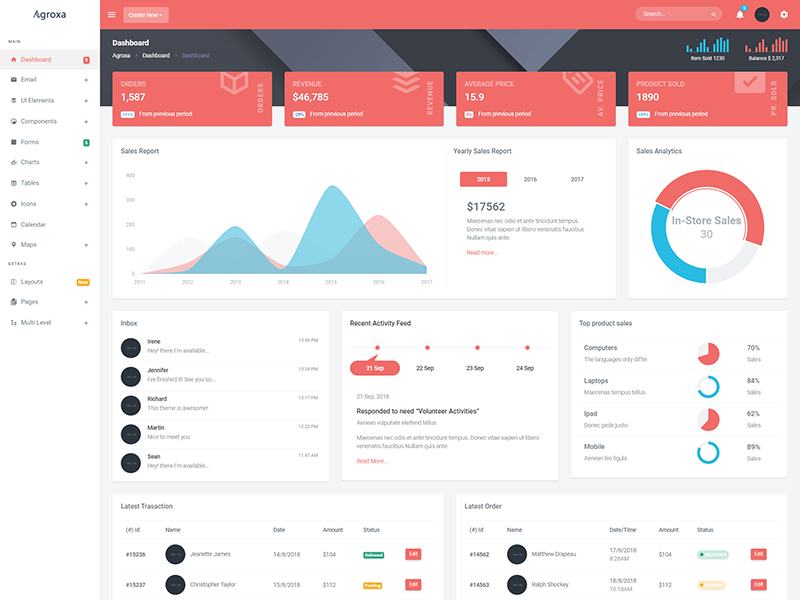 Agroxa
Create New
Search...
MAIN
Dashboard
3
Email
UI Elements
Components
Forms
6
Charts
Tables
Icons
Calendar
Maps
EXTRAS
Layouts
New
Pages
Multi Level
Dashboard
Agroxa
Dashboard
Dashboard
Item Sold 1230
Balance $ 2,317
ORDERS
1,587
+11%
From previous period
ORDERS
REVENUE
$46,785
-29%
From previous period
REVENUE
AVERAGE PRICE
15.9
0%
From previous period
AV. PRICE
PRODUCT SOLD
1890
+89%
From previous period
PR. SOLD
Sales Report
400
300
200
100
0
2011 2012 2013 2014 2015 2016 2017
Yearly Sales Report
2015 2016 2017
$17562
Maecenas nec odio et ante tincidunt tempus.
Donec vitae sapien ut libero venenatis faucibus
Nullam quis ante.
Read more...
Sales Analytics
In-Store Sales
30
Inbox
Irene
13:40 PM
Hey! there I'm available...
Jennifer
13:34 PM
I've finished it! See you so...
Richard
13:17 PM
This theme is awesome!
Martin
12:20 PM
Nice to meet you
Sean
11:47 AM
Hey! there I'm available...
Recent Activity Feed
21 Sep 22 Sep 23 Sep 24 Sep
21 Sep, 2018
Responded to need "Volunteer Activities"
Aenean vulputate eleifend tellus
Maecenas nec odio et ante tincidunt tempus. Donec vitae sapien ut libero
venenatis faucibus Nullam quis ante.
Read More...
Top product sales
Computers
The languages only differ
70%
Sales
Laptops
Maecenas tempus tellus
84%
Sales
Ipad
Donec pede justo
62%
Sales
Mobile
Aenean leo ligula
89%
Sales
Latest Trasaction
(#) Id Name Date Amount Status
#15236 Jeanette James 14/8/2018 $104 Delivered Edit
#15237 Christopher Taylor 15/8/2018 $112 Pending Edit
Latest Order
(#) Id Name Date/Time Amount Status
#14562 Matthew Drapeau 17/8/2018 $104 Edit
8:26AM
#14563 Ralph Shockey 18/8/2018 $112 Edit
10:18AM